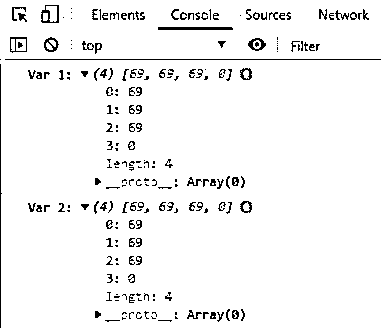 Elements Console Sources Network
top Filter
Var 1: (4) [69, 69, 69, 0]
0: 69
1: 69
2: 69
3: 0
length: 4
__proto__: Array(0)
Var 2: (4) [69, 69, 69, 0]
0: 69
1: 69
2: 69
3: 0
length: 4
__proto__: Array(0)